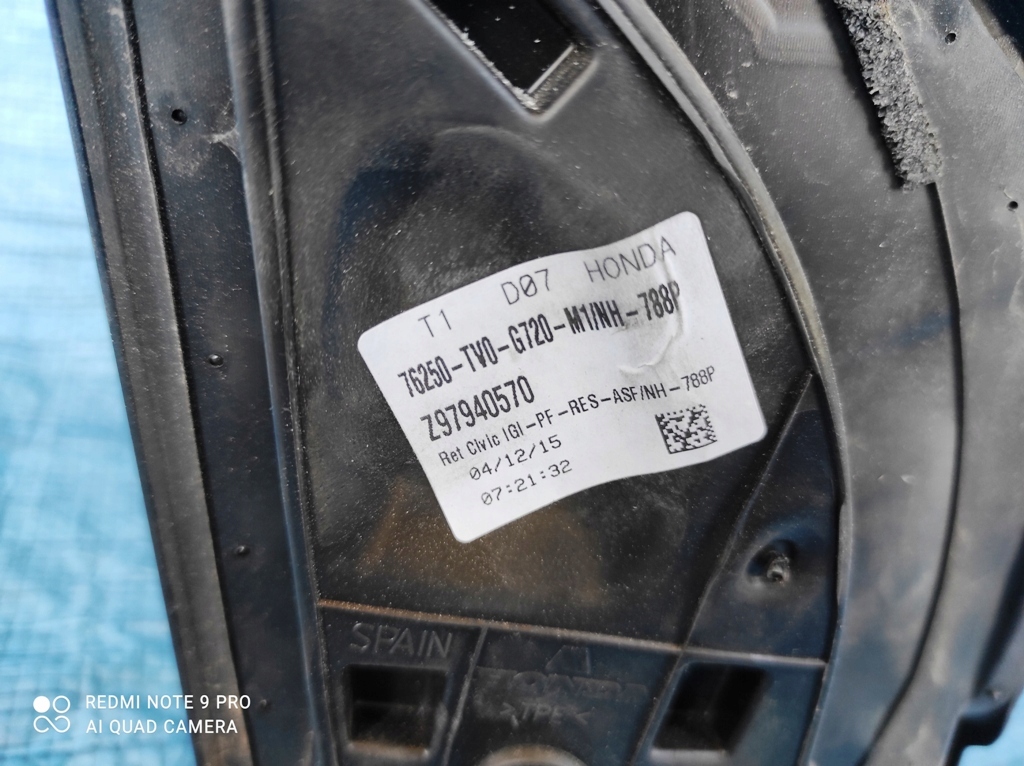 T1 D07 HONDA
76250-TV0-G720-M1/NH-788P
Z97940570
Ret Civic IGI-PF-RES-ASF/NH-788P
04/12/15
07:21:32
SPAIN
>TPE<
REDMI NOTE 9 PRO
AI QUAD CAMERA